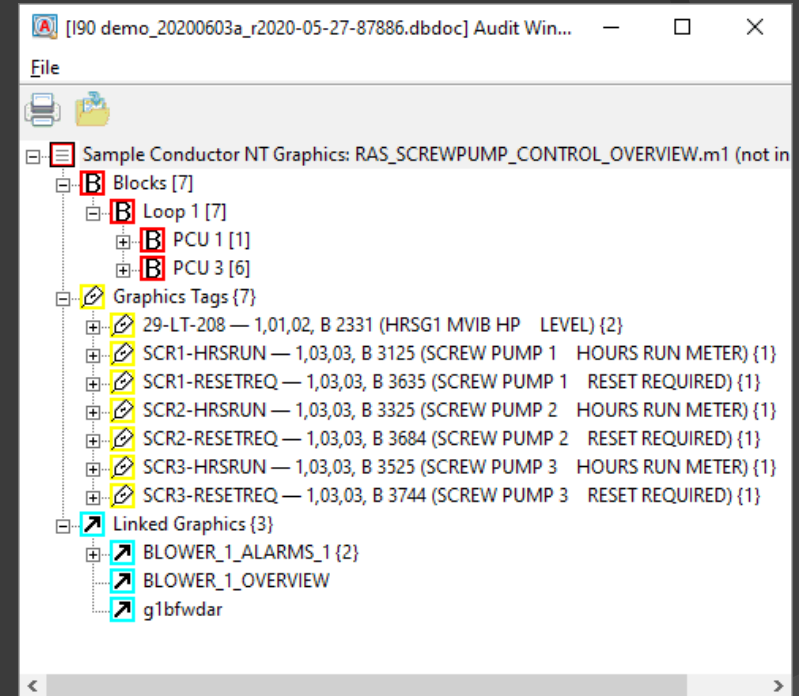 [I90 demo_20200603a_r2020-05-27-87886.dbdoc] Audit Win...
File
Sample Conductor NT Graphics: RAS_SCREWPUMP_CONTROL_OVERVIEW.m1 (not in
Blocks [7]
Loop 1 [7]
PCU 1 [1]
PCU 3 [6]
Graphics Tags {7}
29-LT-208 — 1,01,02, B 2331 (HRSG1 MVIB HP    LEVEL) {2}
SCR1-HRSRUN — 1,03,03, B 3125 (SCREW PUMP 1    HOURS RUN METER) {1}
SCR1-RESETREQ — 1,03,03, B 3635 (SCREW PUMP 1    RESET REQUIRED) {1}
SCR2-HRSRUN — 1,03,03, B 3325 (SCREW PUMP 2    HOURS RUN METER) {1}
SCR2-RESETREQ — 1,03,03, B 3684 (SCREW PUMP 2    RESET REQUIRED) {1}
SCR3-HRSRUN — 1,03,03, B 3525 (SCREW PUMP 3    HOURS RUN METER) {1}
SCR3-RESETREQ — 1,03,03, B 3744 (SCREW PUMP 3    RESET REQUIRED) {1}
Linked Graphics {3}
BLOWER_1_ALARMS_1 {2}
BLOWER_1_OVERVIEW
g1bfwdar